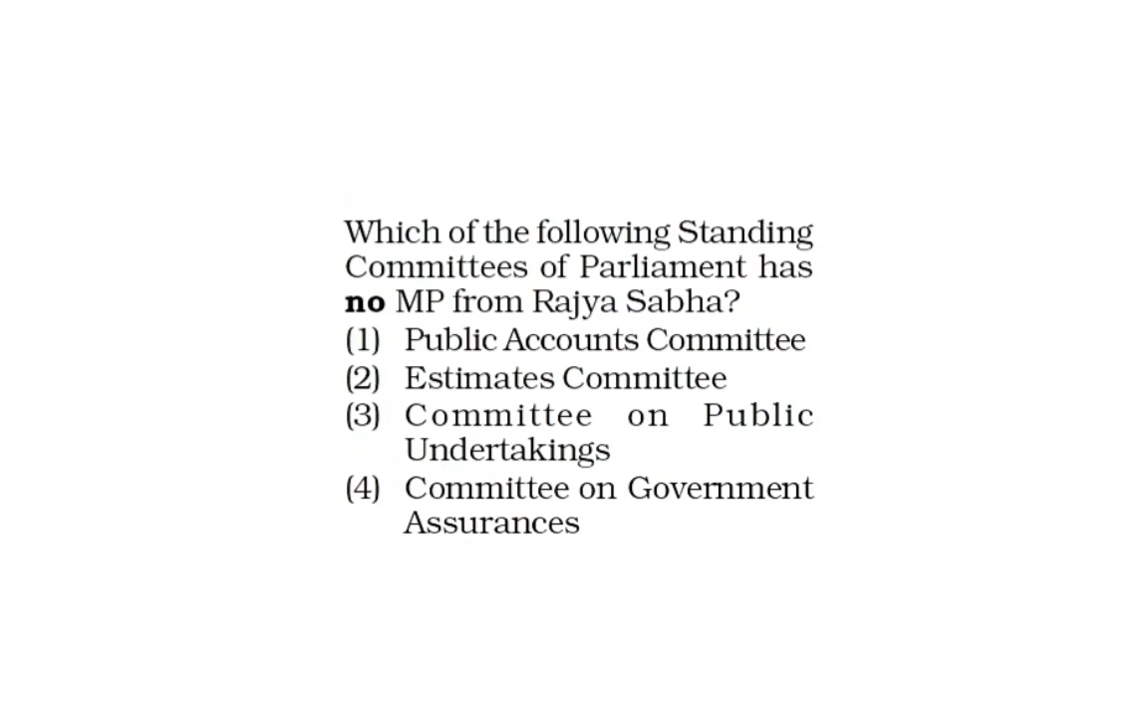 Which of the following Standing
Committees of Parliament has
no MP from Rajya Sabha?
(1) Public Accounts Committee
(2) Estimates Committee
(3) Committee on Public
Undertakings
(4) Committee on Government
Assurances